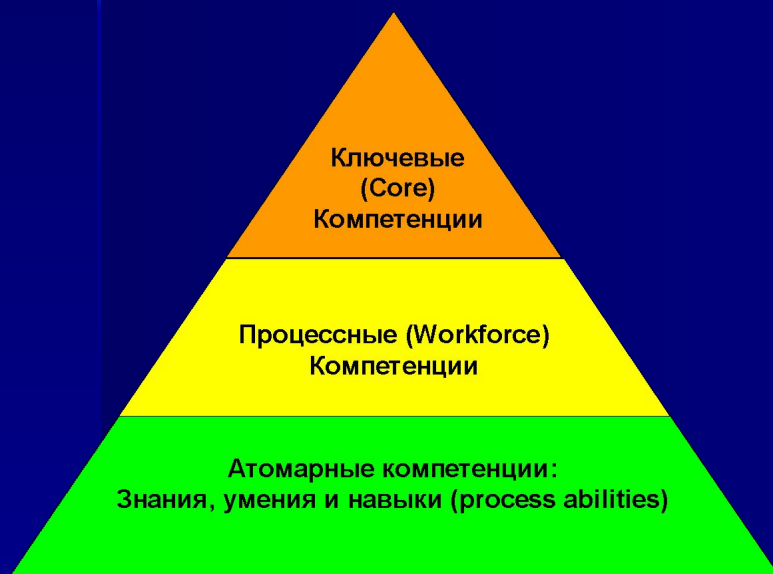 Ключевые
(Core)
Компетенции
Процессные (Workforce)
Компетенции
Атомарные компетенции:
Знания, умения и навыки (process abilities)